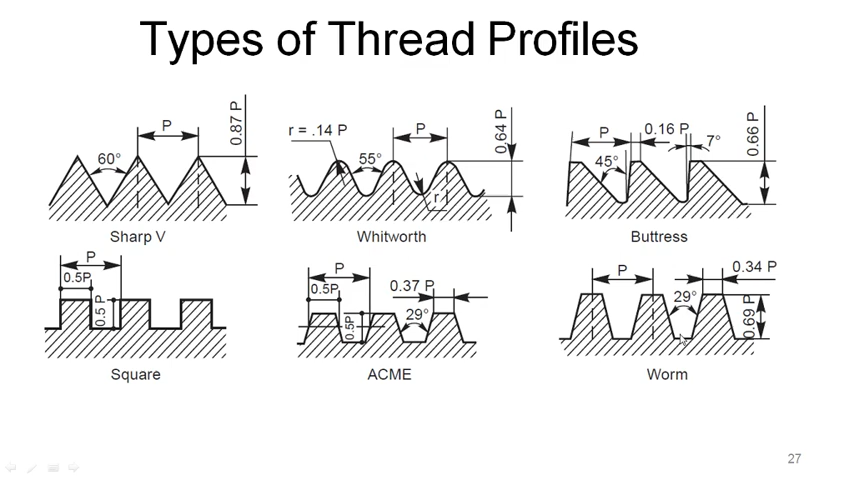 Types of Thread Profiles
P
0.87 P
60°
Sharp V
r = .14 P
P
0.64 P
55°
r
Whitworth
P
0.16 P
7°
0.66 P
45°
Buttress
P
0.5P
0.5 P
Square
P
0.5P
0.37 P
0.5P
29°
ACME
P
0.34 P
29°
0.69 P
Worm
27